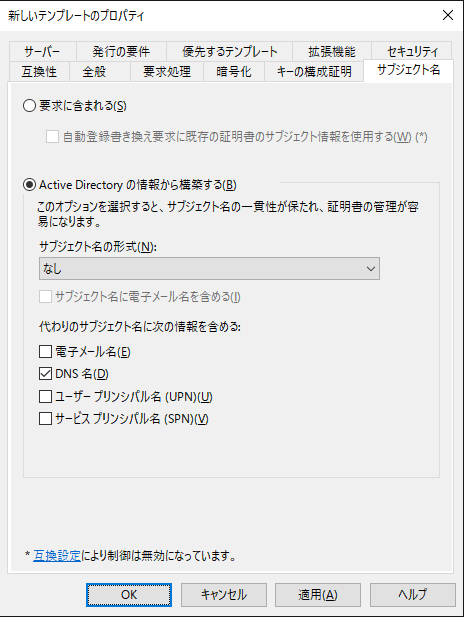 新しいテンプレートのプロパティ
サーバー 発行の要件 優先するテンプレート 拡張機能 セキュリティ
互換性 全般 要求処理 暗号化 キーの構成証明 サブジェクト名
要求に含まれる(S)
自動登録書き換え要求に既存の証明書のサブジェクト情報を使用する(W) (*)
Active Directory の情報から構築する(B)
このオプションを選択すると、サブジェクト名の一貫性が保たれ、証明書の管理が容
易になります。
サブジェクト名の形式(N):
なし
サブジェクト名に電子メール名を含める(I)
代わりのサブジェクト名に次の情報を含める:
電子メール名(E)
DNS 名(D)
ユーザー プリンシパル名 (UPN)(U)
サービス プリンシパル名 (SPN)(V)
* 互換設定により制御は無効になっています。
OK キャンセル 適用(A) ヘルプ